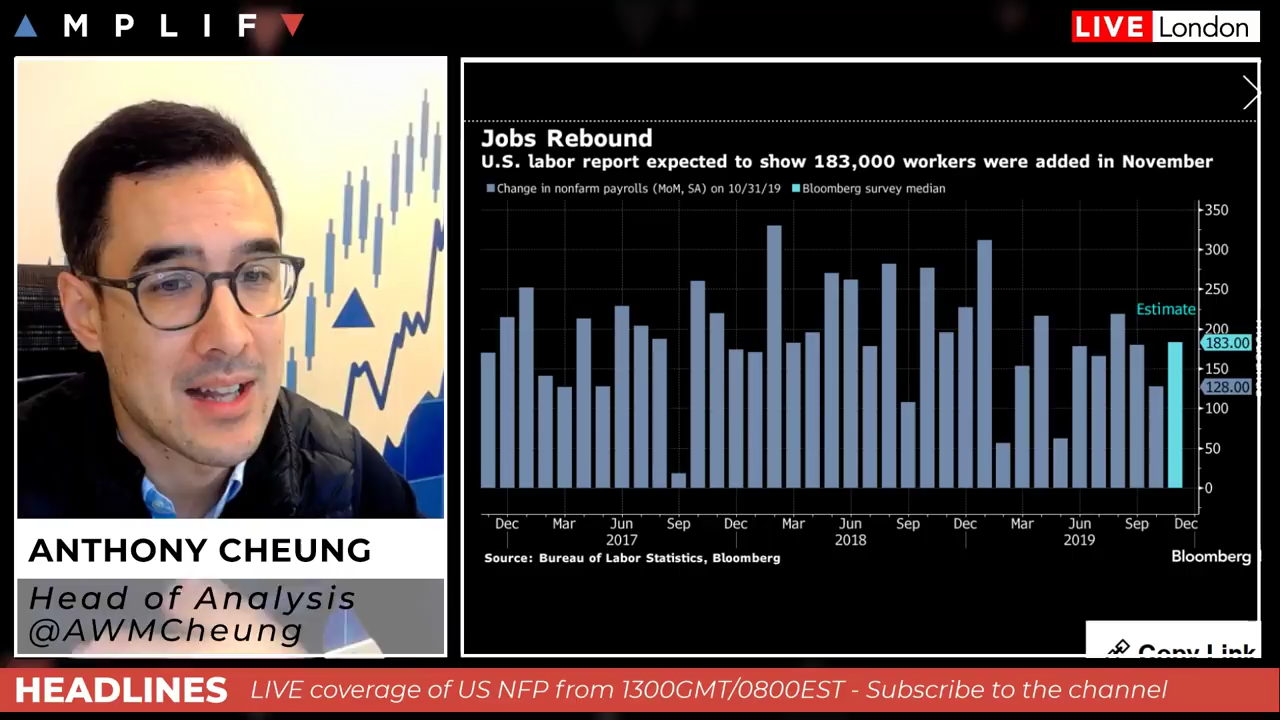 MPLIF
LIVE London
Jobs Rebound
U.S. labor report expected to show 183,000 workers were added in November
Change in nonfarm payrolls (MoM, SA) on 10/31/19 Bloomberg survey median
350
300
250
Estimate
200
183.00
150
128.00
100
50
0
Dec Mar Jun Sep Dec Mar Jun Sep Dec Mar Jun Sep Dec
2017 2018 2019
Source: Bureau of Labor Statistics, Bloomberg
Bloomberg
Copy Link
ANTHONY CHEUNG
Head of Analysis
@AWMCheung
HEADLINES LIVE coverage of US NFP from 1300GMT/0800EST - Subscribe to the channel